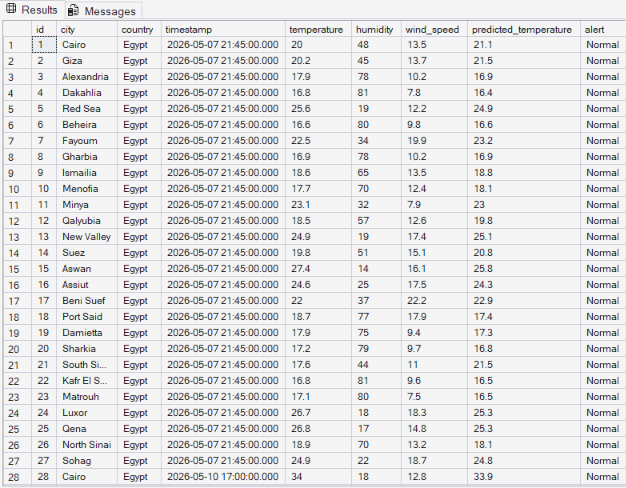 Results Messages
id city country timestamp temperature humidity wind_speed predicted_temperature alert
1 1 Cairo Egypt 2026-05-07 21:45:00.000 20 48 13.5 21.1 Normal
2 2 Giza Egypt 2026-05-07 21:45:00.000 20.2 45 13.7 21.5 Normal
3 3 Alexandria Egypt 2026-05-07 21:45:00.000 17.9 78 10.2 16.9 Normal
4 4 Dakahlia Egypt 2026-05-07 21:45:00.000 16.8 81 7.8 16.4 Normal
5 5 Red Sea Egypt 2026-05-07 21:45:00.000 25.6 19 12.2 24.9 Normal
6 6 Beheira Egypt 2026-05-07 21:45:00.000 16.6 80 9.8 16.6 Normal
7 7 Fayoum Egypt 2026-05-07 21:45:00.000 22.5 34 19.9 23.2 Normal
8 8 Gharbia Egypt 2026-05-07 21:45:00.000 16.9 78 10.2 16.9 Normal
9 9 Ismailia Egypt 2026-05-07 21:45:00.000 18.6 65 13.5 18.8 Normal
10 10 Menofia Egypt 2026-05-07 21:45:00.000 17.7 70 12.4 18.1 Normal
11 11 Minya Egypt 2026-05-07 21:45:00.000 23.1 32 7.9 23 Normal
12 12 Qalyubia Egypt 2026-05-07 21:45:00.000 18.5 57 12.6 19.8 Normal
13 13 New Valley Egypt 2026-05-07 21:45:00.000 24.9 19 17.4 25.1 Normal
14 14 Suez Egypt 2026-05-07 21:45:00.000 19.8 51 15.1 20.8 Normal
15 15 Aswan Egypt 2026-05-07 21:45:00.000 27.4 14 16.1 25.8 Normal
16 16 Assiut Egypt 2026-05-07 21:45:00.000 24.6 25 17.5 24.3 Normal
17 17 Beni Suef Egypt 2026-05-07 21:45:00.000 22 37 22.2 22.9 Normal
18 18 Port Said Egypt 2026-05-07 21:45:00.000 18.7 77 17.9 17.4 Normal
19 19 Damietta Egypt 2026-05-07 21:45:00.000 17.9 75 9.4 17.3 Normal
20 20 Sharkia Egypt 2026-05-07 21:45:00.000 17.2 79 9.7 16.8 Normal
21 21 South Si... Egypt 2026-05-07 21:45:00.000 17.6 44 11 21.5 Normal
22 22 Kafr El S... Egypt 2026-05-07 21:45:00.000 16.8 81 9.6 16.5 Normal
23 23 Matrouh Egypt 2026-05-07 21:45:00.000 17.1 80 7.5 16.5 Normal
24 24 Luxor Egypt 2026-05-07 21:45:00.000 26.7 18 18.3 25.3 Normal
25 25 Qena Egypt 2026-05-07 21:45:00.000 26.8 17 14.8 25.3 Normal
26 26 North Sinai Egypt 2026-05-07 21:45:00.000 18.9 70 13.2 18.1 Normal
27 27 Sohag Egypt 2026-05-07 21:45:00.000 24.9 22 18.7 24.8 Normal
28 28 Cairo Egypt 2026-05-10 17:00:00.000 34 18 12.8 33.9 Normal